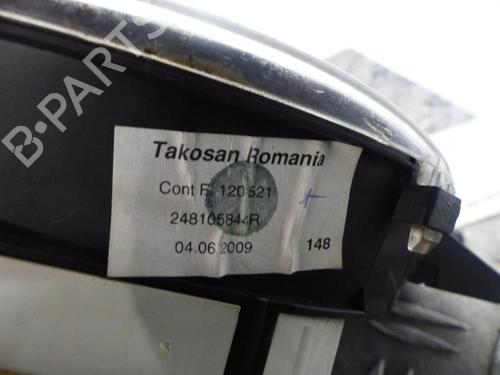 B-PARTS
Takosan Romania
Cont R. 120521
248105844R
04.06.2009 148